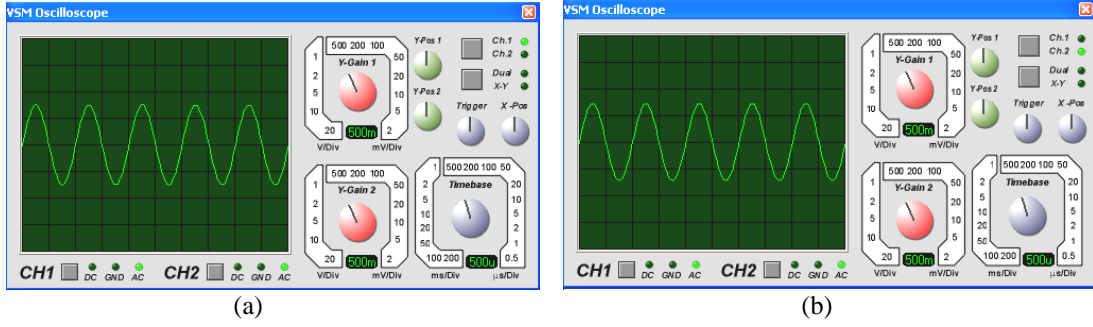 VSM Oscilloscope
500 200 100
1
2
5
10
20
50
20
10
5
2
Y-Gain 1
500m
V/Div
mV/Div
Y-Pos 1
Y-Pos 2
Ch.1
Ch.2
Dual
X-Y
Trigger
X -Pos
500 200 100
1
2
5
10
20
50
20
10
5
2
Y-Gain 2
500m
V/Div
mV/Div
1
500 200 100 50
2
5
10
20
50
100 200
20
10
5
2
1
0.5
Timebase
500u
ms/Div
µs/Div
CH1
DC GND AC
CH2
DC GND AC
(a)
VSM Oscilloscope
500 200 100
1
2
5
10
20
50
20
10
5
2
Y-Gain 1
500m
V/Div
mV/Div
Y-Pos 1
Y-Pos 2
Ch.1
Ch.2
Dual
X-Y
Trigger
X -Pos
500 200 100
1
2
5
10
20
50
20
10
5
2
Y-Gain 2
500m
V/Div
mV/Div
1
500 200 100 50
2
5
10
20
50
100 200
20
10
5
2
1
0.5
Timebase
500u
ms/Div
µs/Div
CH1
DC GND AC
CH2
DC GND AC
(b)